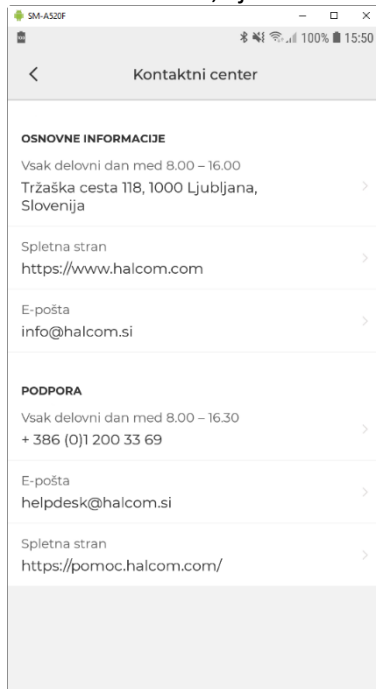 SM-A520F
100% 15:50
Kontaktni center
OSNOVNE INFORMACIJE
Vsak delovni dan med 8.00 – 16.00
Tržaška cesta 118, 1000 Ljubljana,
Slovenija
Spletna stran
https://www.halcom.com
E-pošta
info@halcom.si
PODPORA
Vsak delovni dan med 8.00 – 16.30
+ 386 (0)1 200 33 69
E-pošta
helpdesk@halcom.si
Spletna stran
https://pomoc.halcom.com/